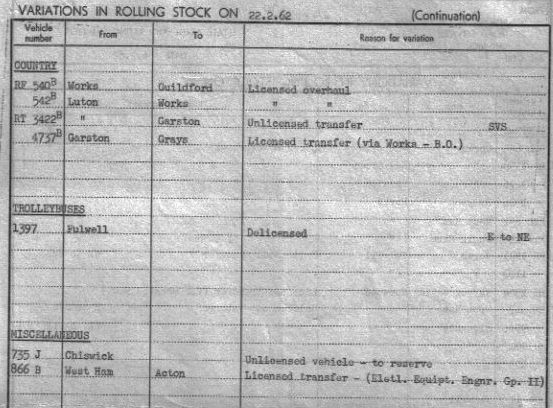 VARIATIONS IN ROLLING STOCK ON 22.2.62 (Continuation)
Vehicle number From To Reason for variation
COUNTRY
RF 540B Works Guildford Licensed overhaul
542B Luton Works " "
RT 3422B " Garston Unlicensed transfer SVS
4737B Garston Grays Licensed transfer (via Works - B.O.)
TROLLEYBUSES
1397 Fulwell Delicensed E to NE
MISCELLANEOUS
735 J Chiswick Unlicensed vehicle - to reserve
866 B West Ham Acton Licensed transfer - (Eletl. Equipt. Engnr. Gp. II)